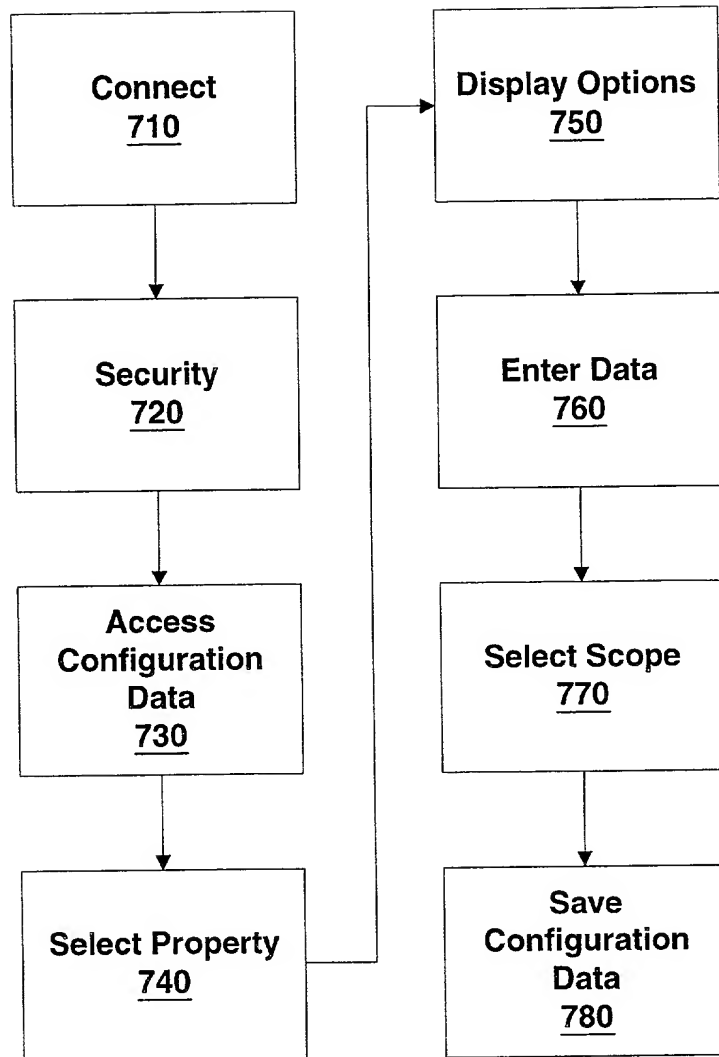 Connect
710
Security
720
Access
Configuration
Data
730
Select Property
740
Display Options
750
Enter Data
760
Select Scope
770
Save
Configuration
Data
780